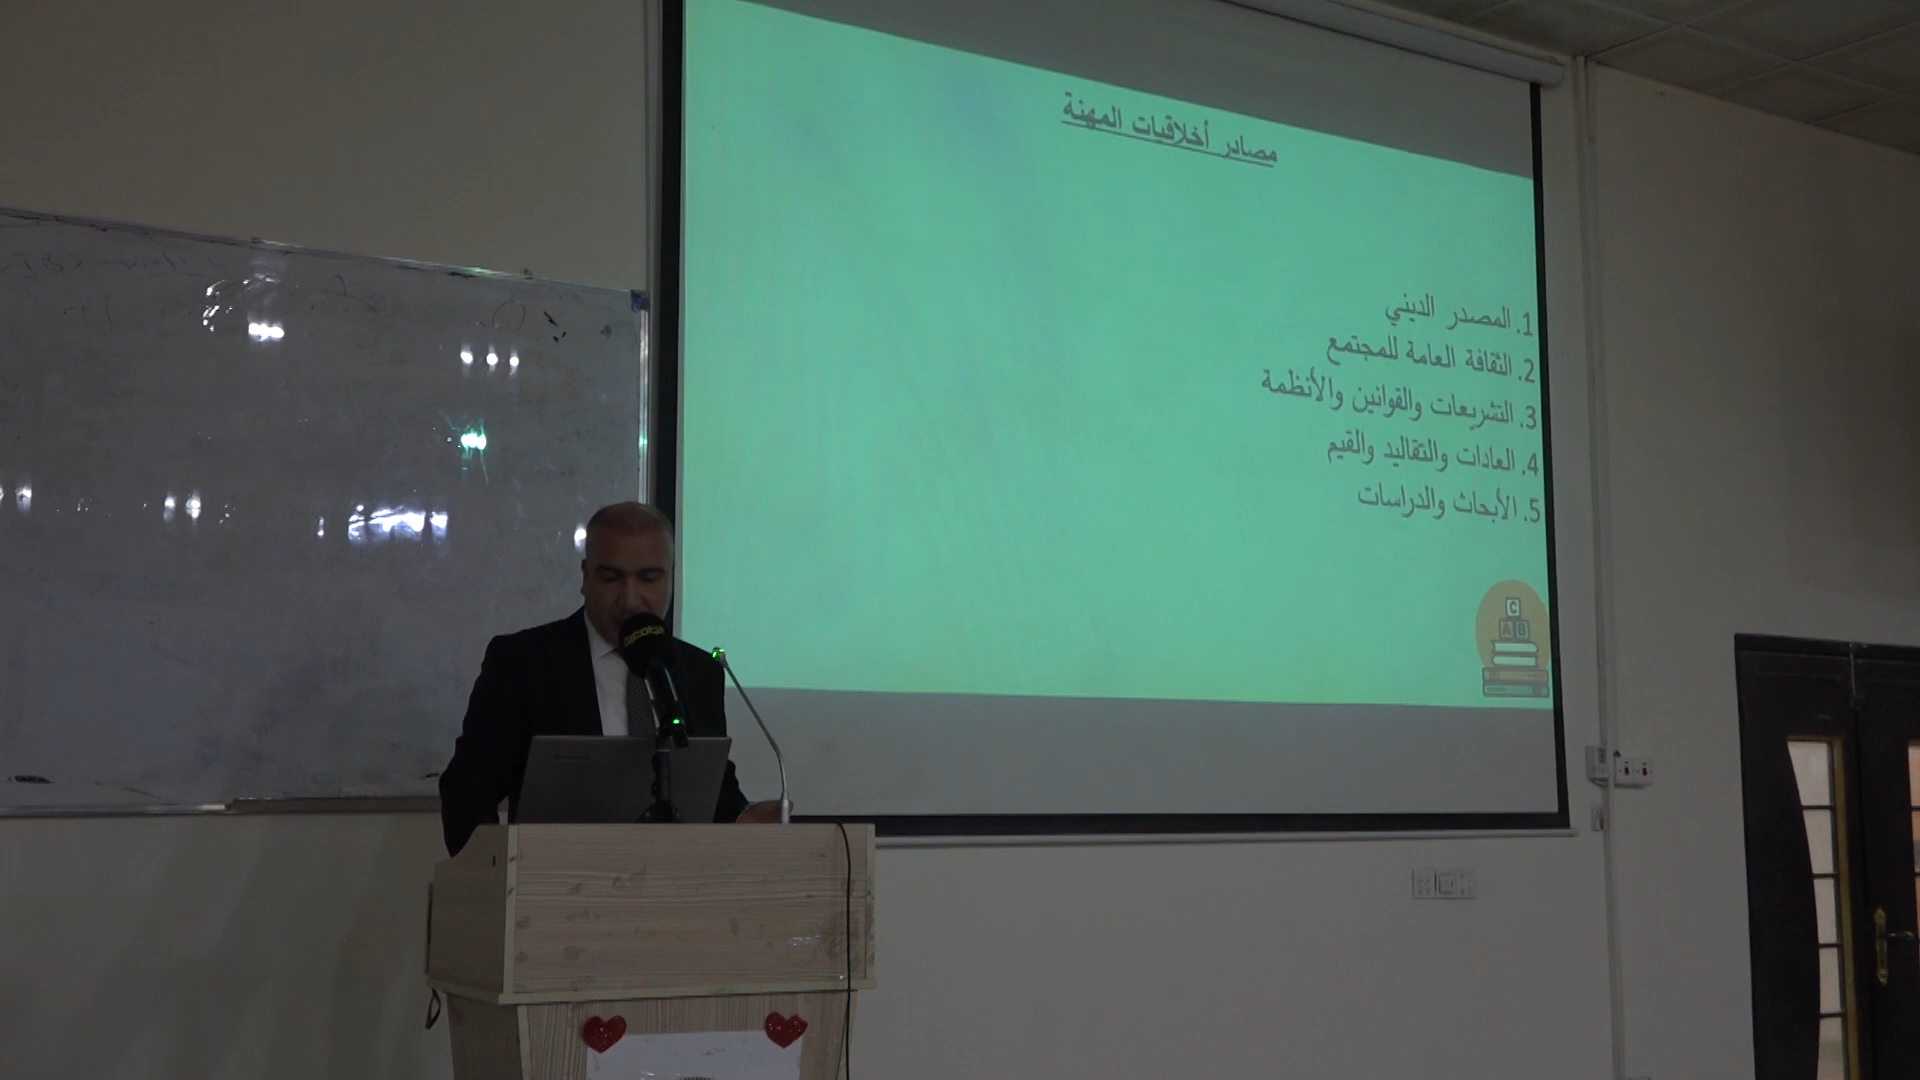 مصادر أخلاقيات المهنة
1. المصدر الديني
2. الثقافة العامة للمجتمع
3. التشريعات والقوانين والأنظمة
4. العادات والتقاليد والقيم
5. الأبحاث والدراسات
C
A B